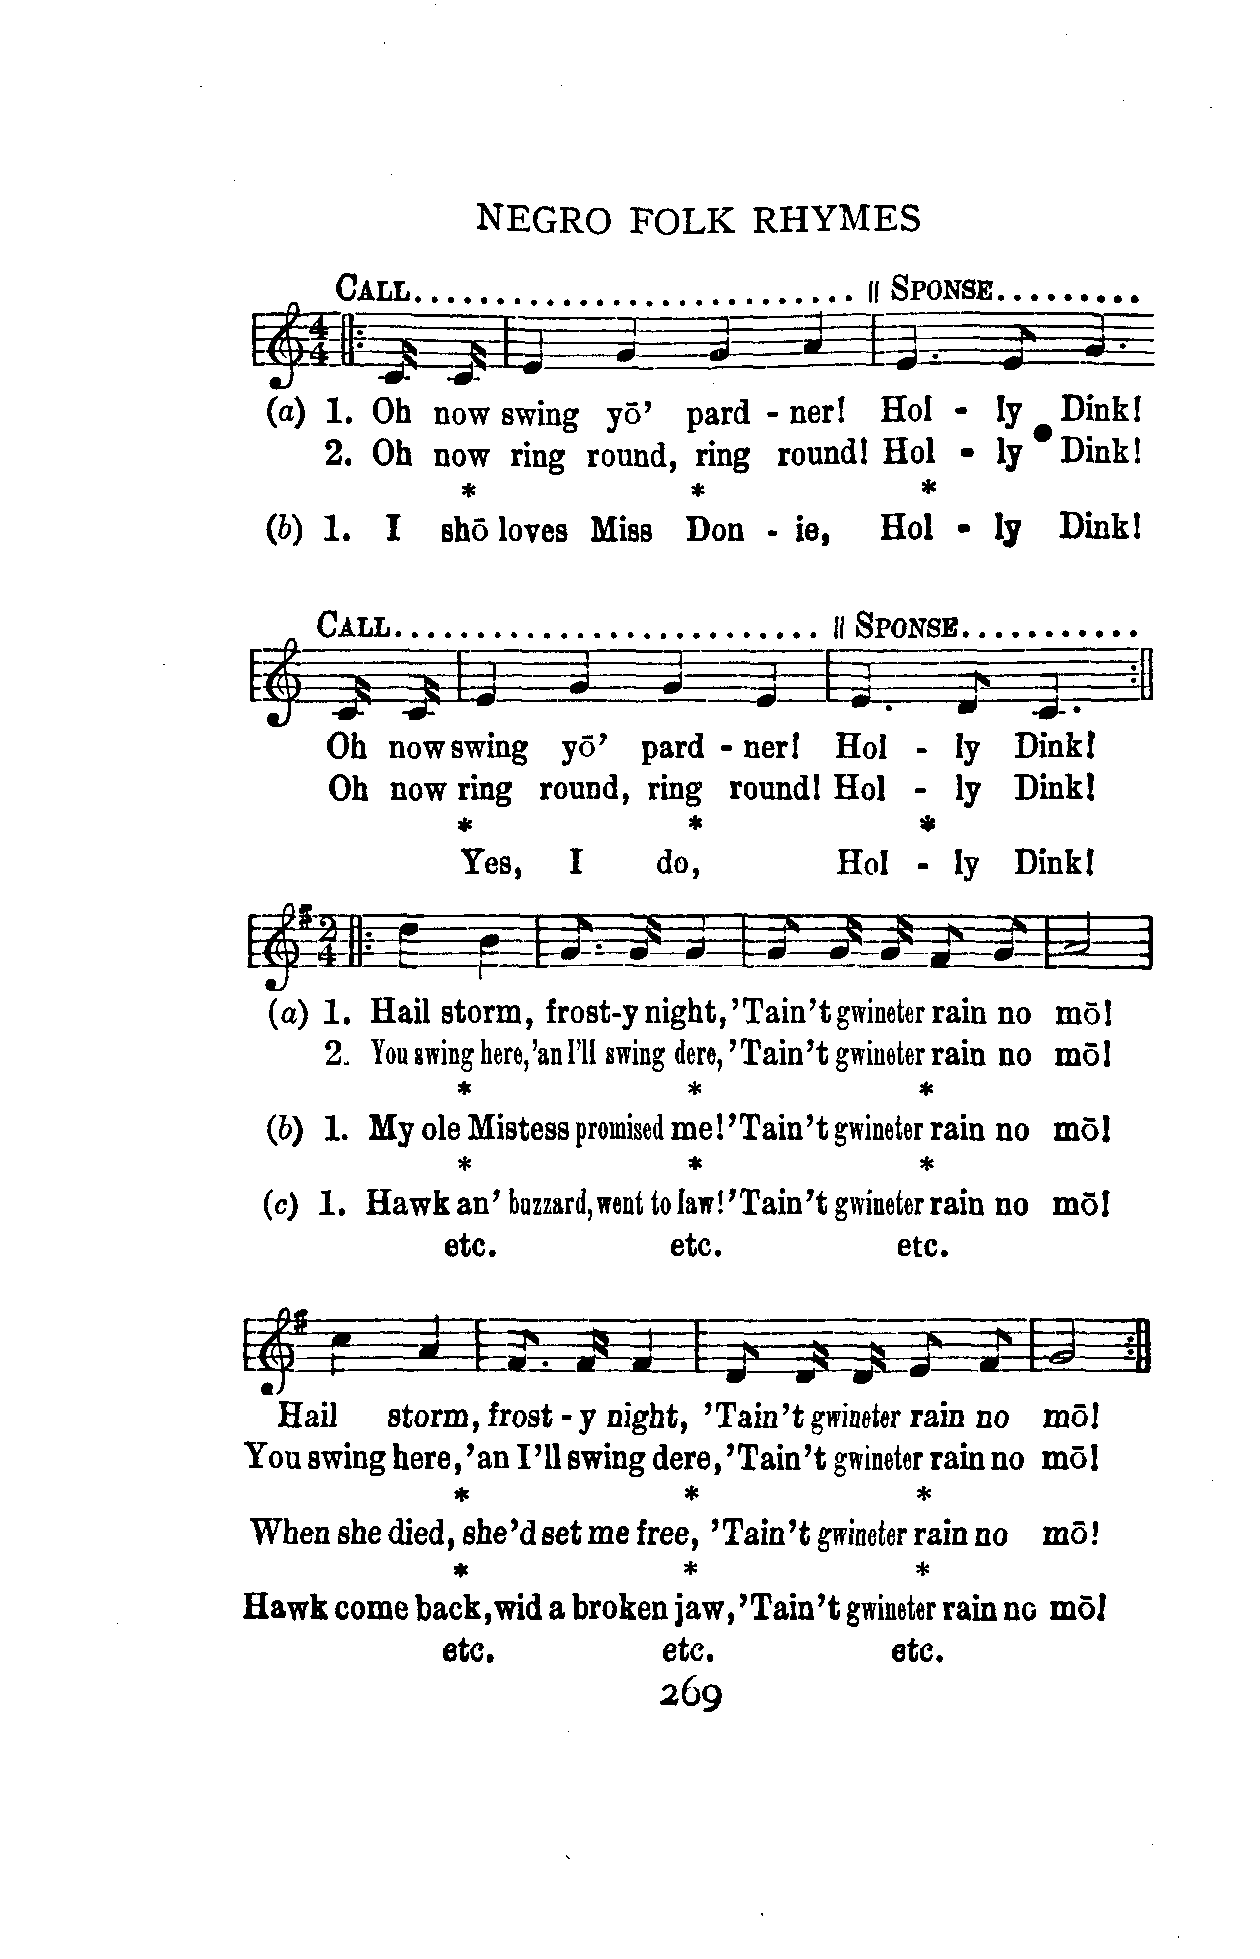 NEGRO FOLK RHYMES
CALL............................ || SPONSE.........
4/4
(a) 1. Oh now swing yō' pard - ner! Hol - ly Dink!
2. Oh now ring round, ring round! Hol - ly Dink!
* * *
(b) 1. I shō loves Miss Don - ie, Hol - ly Dink!
CALL.......................... || SPONSE...........
Oh now swing yō' pard - ner! Hol - ly Dink!
Oh now ring round, ring round! Hol - ly Dink!
* * *
Yes, I do, Hol - ly Dink!
2/4
(a) 1. Hail storm, frost-y night, 'Tain't gwineter rain no mō!
2. You swing here, 'an I'll swing dere, 'Tain't gwineter rain no mō!
* * *
(b) 1. My ole Mistess promised me! 'Tain't gwineter rain no mō!
* * *
(c) 1. Hawk an' buzzard, went to law! 'Tain't gwineter rain no mō!
etc. etc. etc.
Hail storm, frost - y night, 'Tain't gwineter rain no mō!
You swing here, 'an I'll swing dere, 'Tain't gwineter rain no mō!
* * *
When she died, she'd set me free, 'Tain't gwineter rain no mō!
* * *
Hawk come back, wid a broken jaw, 'Tain't gwineter rain no mō!
etc. etc. etc.
269